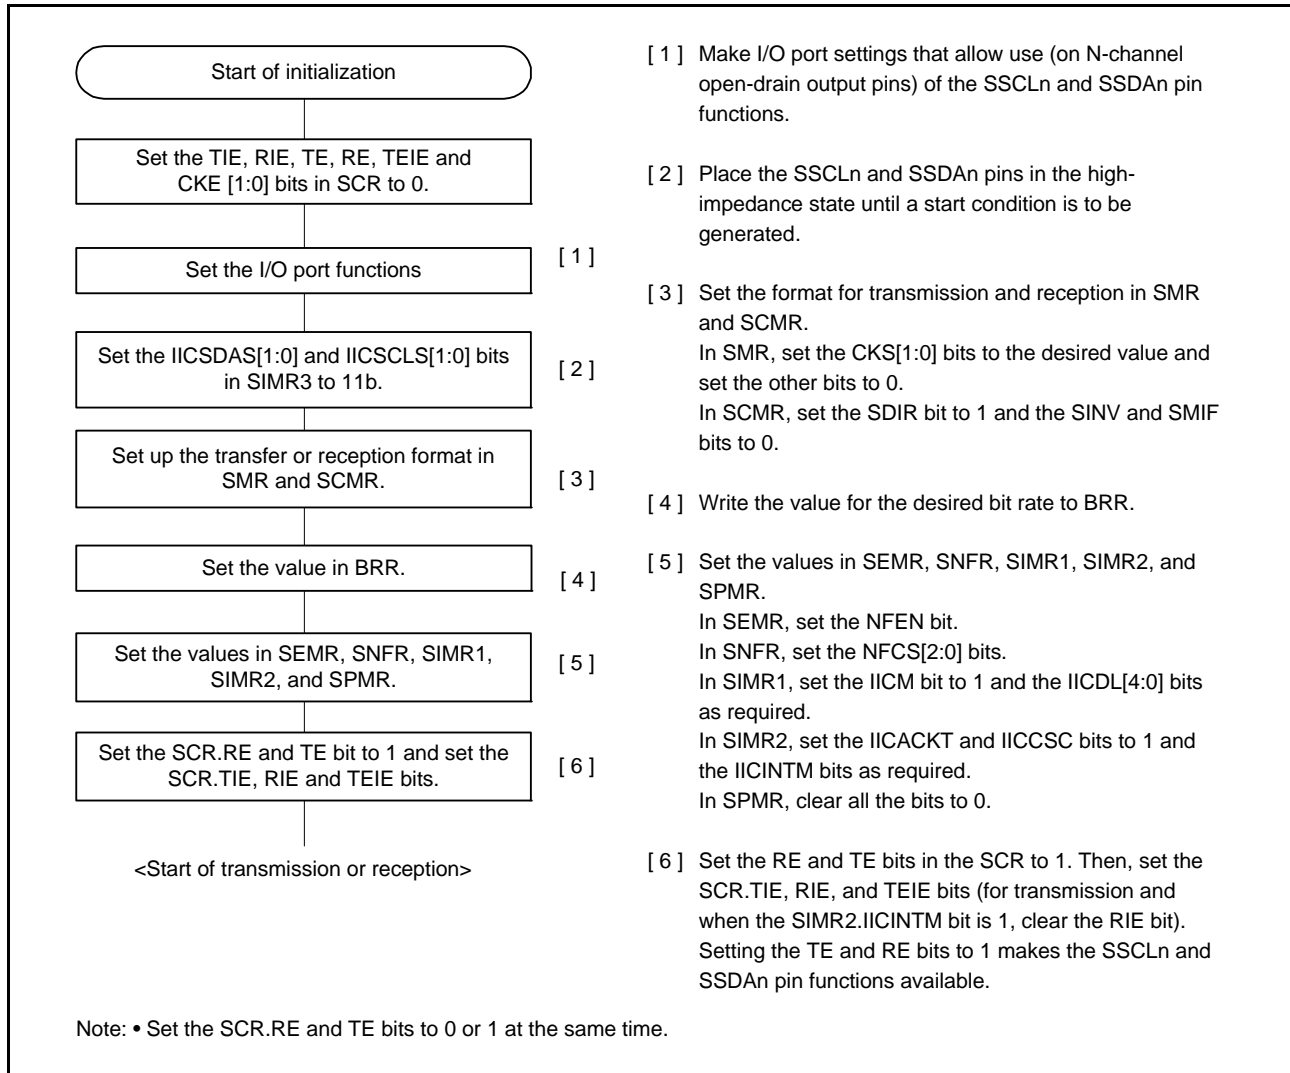 Start of initialization
Set the TIE, RIE, TE, RE, TEIE and
CKE [1:0] bits in SCR to 0.
Set the I/O port functions
[ 1 ]
Set the IICSDAS[1:0] and IICSCLS[1:0] bits
in SIMR3 to 11b.
[ 2 ]
Set up the transfer or reception format in
SMR and SCMR.
[ 3 ]
Set the value in BRR.
[ 4 ]
Set the values in SEMR, SNFR, SIMR1,
SIMR2, and SPMR.
[ 5 ]
Set the SCR.RE and TE bit to 1 and set the
SCR.TIE, RIE and TEIE bits.
[ 6 ]
<Start of transmission or reception>
[ 1 ] Make I/O port settings that allow use (on N-channel
open-drain output pins) of the SSCLn and SSDAn pin
functions.
[ 2 ] Place the SSCLn and SSDAn pins in the high-
impedance state until a start condition is to be
generated.
[ 3 ] Set the format for transmission and reception in SMR
and SCMR.
In SMR, set the CKS[1:0] bits to the desired value and
set the other bits to 0.
In SCMR, set the SDIR bit to 1 and the SINV and SMIF
bits to 0.
[ 4 ] Write the value for the desired bit rate to BRR.
[ 5 ] Set the values in SEMR, SNFR, SIMR1, SIMR2, and
SPMR.
In SEMR, set the NFEN bit.
In SNFR, set the NFCS[2:0] bits.
In SIMR1, set the IICM bit to 1 and the IICDL[4:0] bits
as required.
In SIMR2, set the IICACKT and IICCSC bits to 1 and
the IICINTM bits as required.
In SPMR, clear all the bits to 0.
[ 6 ] Set the RE and TE bits in the SCR to 1. Then, set the
SCR.TIE, RIE, and TEIE bits (for transmission and
when the SIMR2.IICINTM bit is 1, clear the RIE bit).
Setting the TE and RE bits to 1 makes the SSCLn and
SSDAn pin functions available.
Note: • Set the SCR.RE and TE bits to 0 or 1 at the same time.